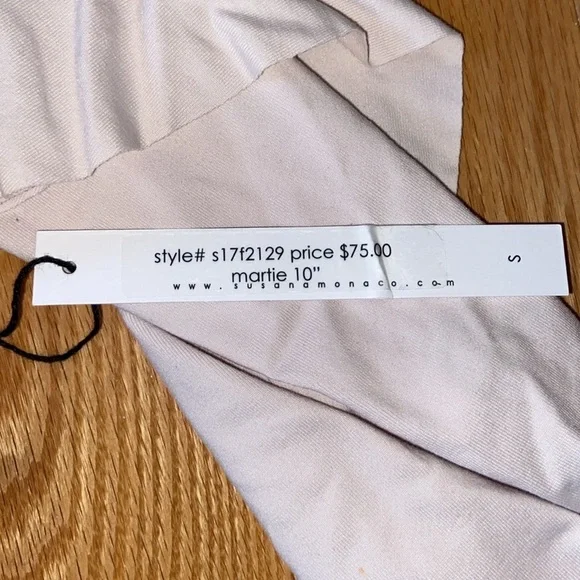 style# s17f2129 price $75.00
martie 10"
www.susanamonaco.com
S